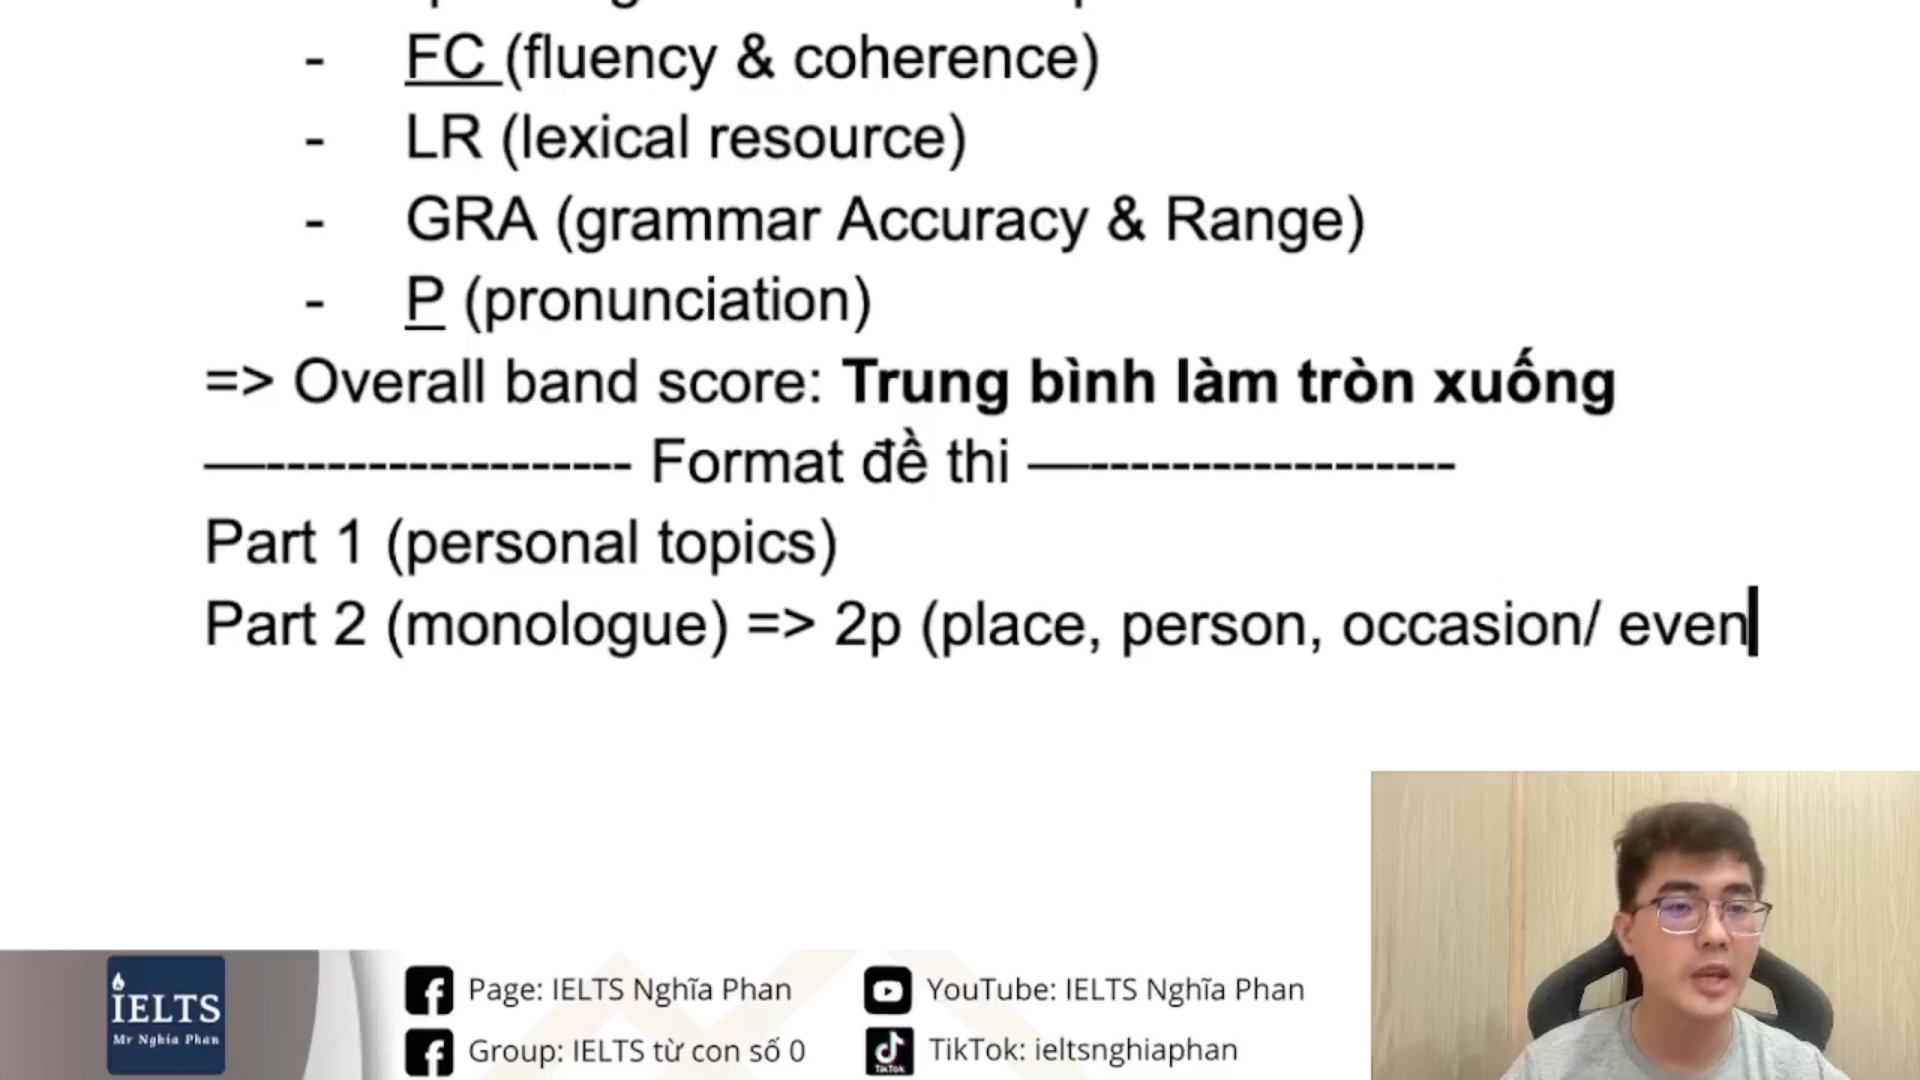 - FC (fluency & coherence)
- LR (lexical resource)
- GRA (grammar Accuracy & Range)
- P (pronunciation)
=> Overall band score: Trung bình làm tròn xuống
—------------------ Format đề thi —------------------
Part 1 (personal topics)
Part 2 (monologue) => 2p (place, person, occasion/ even
IELTS
Mr Nghia Phan
Page: IELTS Nghĩa Phan
YouTube: IELTS Nghĩa Phan
Group: IELTS từ con số 0
TikTok
TikTok: ieltsnghiaphan